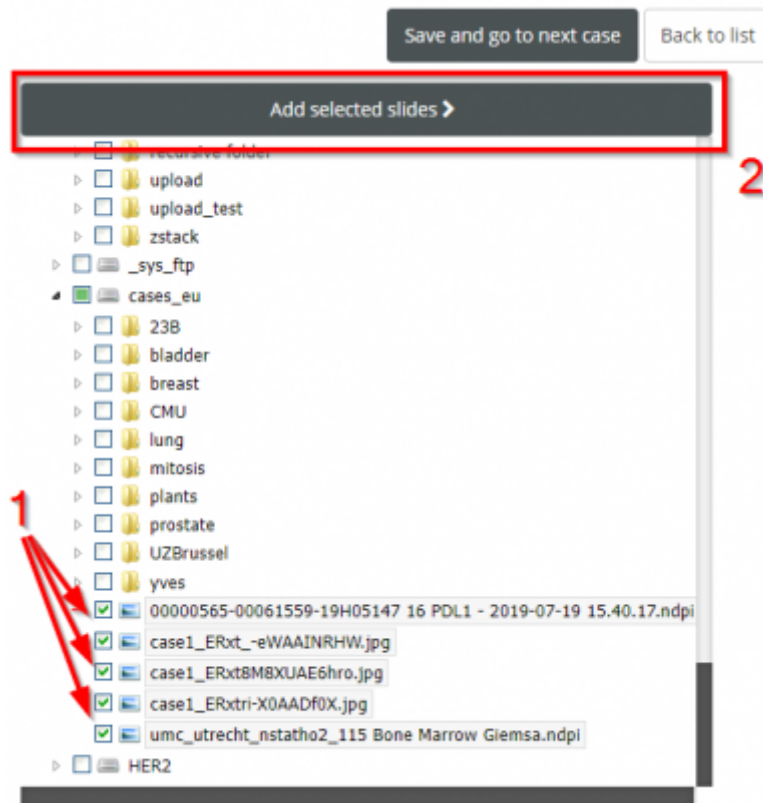 Save and go to next case
Back to list
Add selected slides
2
recursive folder
upload
upload_test
zstack
_sys_ftp
cases_eu
23B
bladder
breast
CMU
lung
mitosis
plants
1
prostate
UZBrussel
yves
00000565-00061559-19H05147 16 PDL1 - 2019-07-19 15.40.17.ndpi
case1_ERxt_-eWAAINRHW.jpg
case1_ERxt8M8XUAE6hro.jpg
case1_ERxtri-X0AADf0X.jpg
umc_utrecht_nstatho2_115 Bone Marrow Giemsa.ndpi
HER2